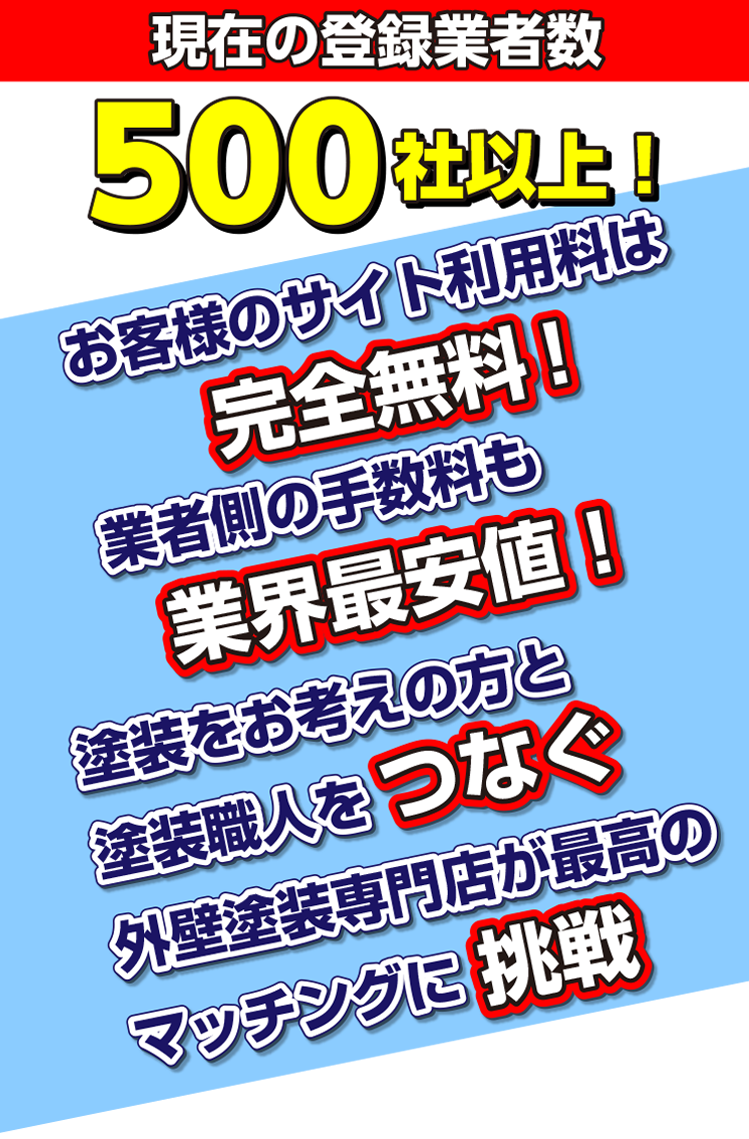 現在の登録業者数
500社以上！
お客様のサイト利用料は
完全無料！
業者側の手数料も
業界最安値！
塗装をお考えの方と
塗装職人を つなぐ
外壁塗装専門店が最高の
マッチングに 挑戦